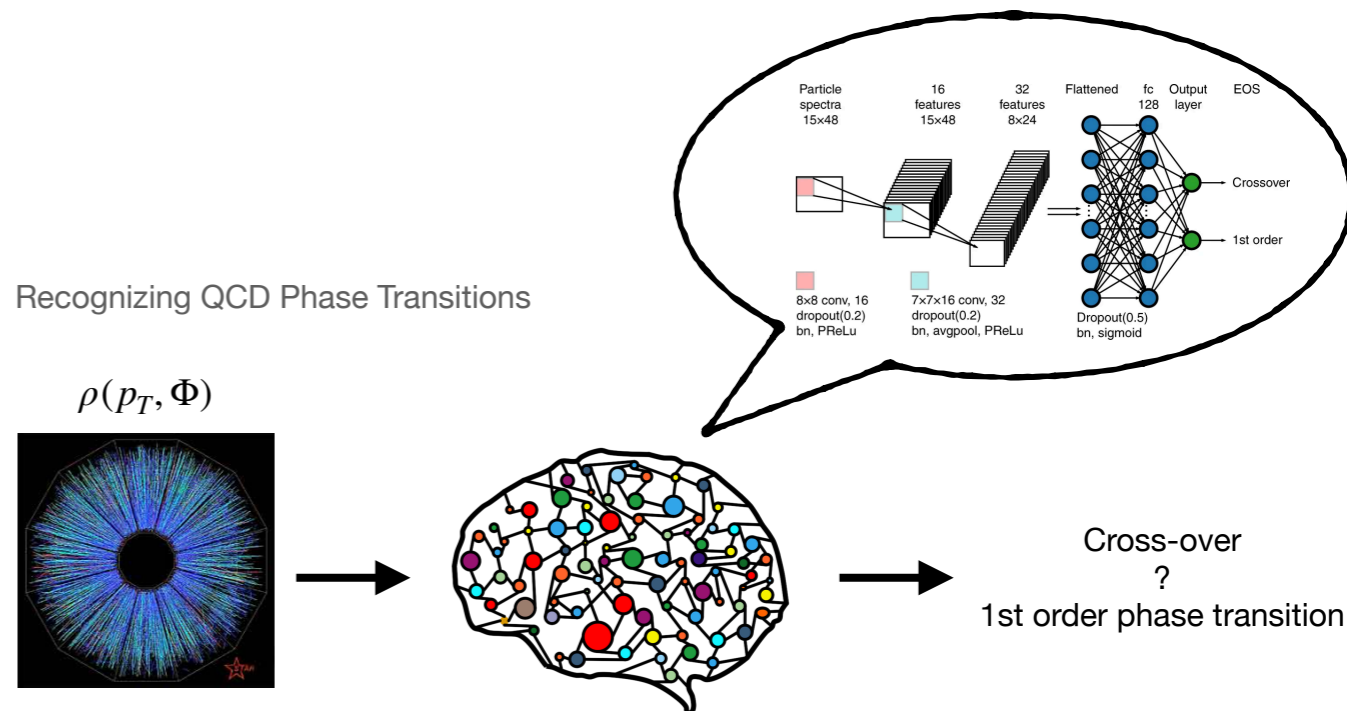 Particle
spectra
15×48
16
features
15×48
32
features
8×24
Flattened
fc
128
Output
layer
EOS
Crossover
1st order
8×8 conv, 16
dropout(0.2)
bn, PReLu
7×7×16 conv, 32
dropout(0.2)
bn, avgpool, PReLu
Dropout(0.5)
bn, sigmoid
Recognizing QCD Phase Transitions
ρ(p_T, Φ)
STAR
Cross-over
?
1st order phase transition